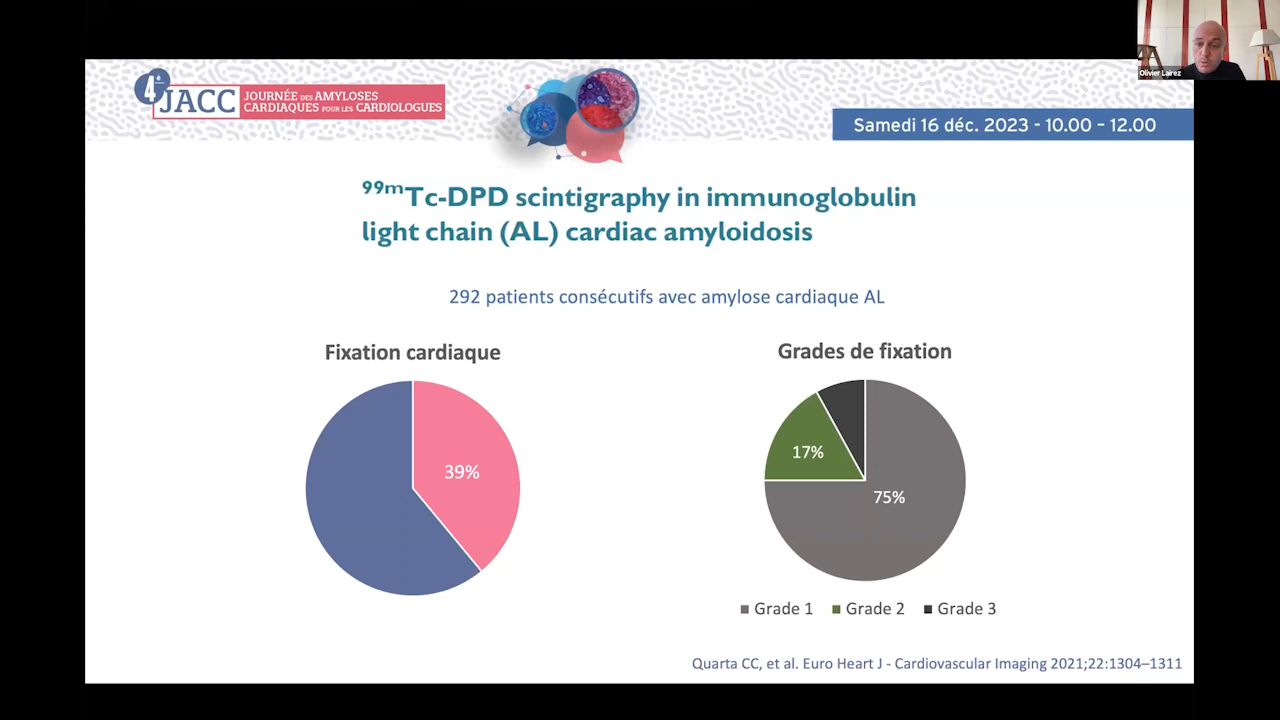 4e
JACC
JOURNÉE DES AMYLOSES
CARDIAQUES POUR LES CARDIOLOGUES
Samedi 16 déc. 2023 - 10.00 – 12.00
Olivier Lairez
99mTc-DPD scintigraphy in immunoglobulin
light chain (AL) cardiac amyloidosis
292 patients consécutifs avec amylose cardiaque AL
Fixation cardiaque
39%
Grades de fixation
17%
75%
Grade 1 Grade 2 Grade 3
Quarta CC, et al. Euro Heart J - Cardiovascular Imaging 2021;22:1304–1311